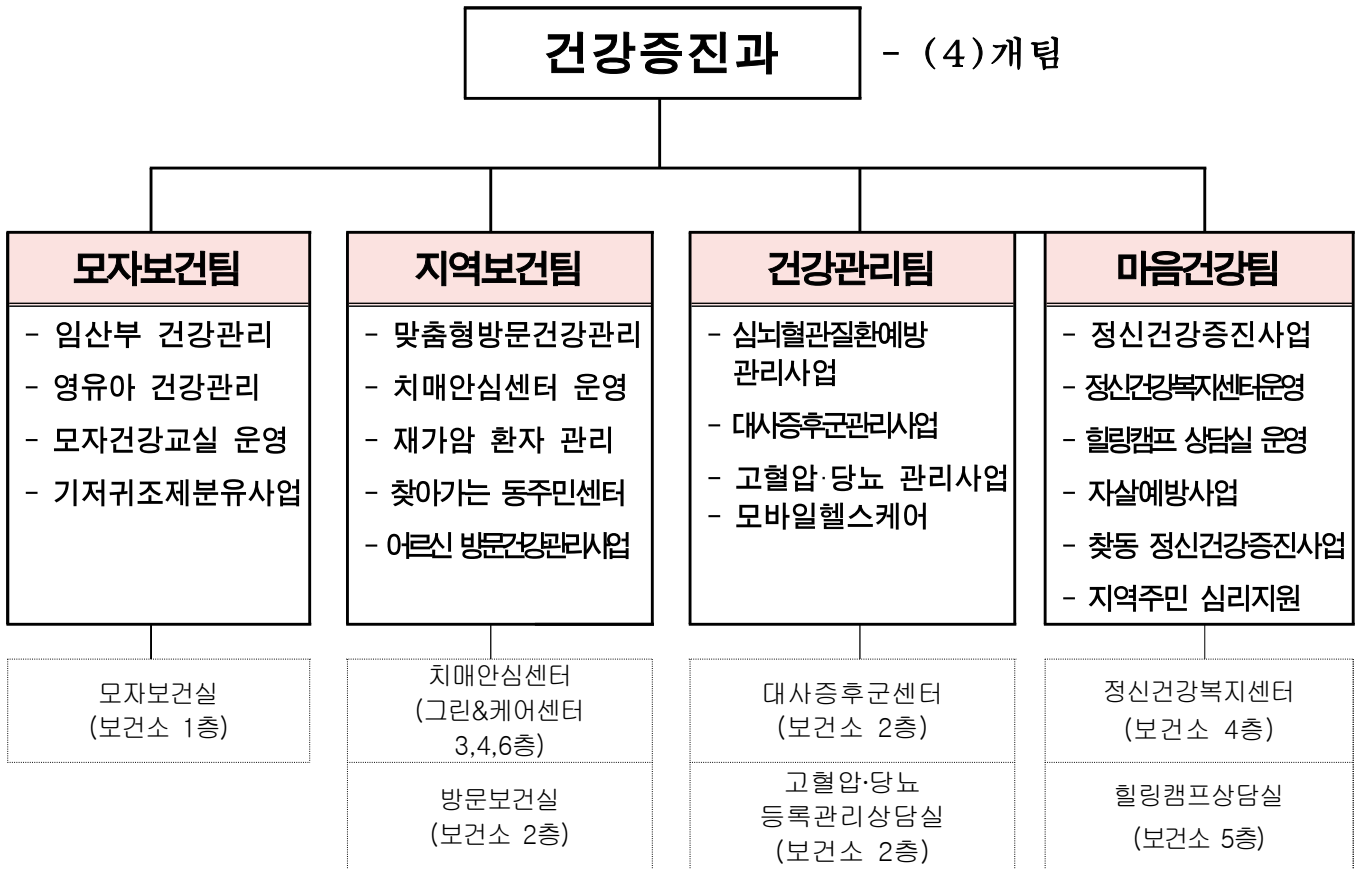 건강증진과
- (4)개팀
모자보건팀
- 임산부 건강관리
- 영유아 건강관리
- 모자건강교실 운영
- 기저귀조제분유사업
모자보건실
(보건소 1층)
지역보건팀
- 맞춤형방문건강관리
- 치매안심센터 운영
- 재가암 환자 관리
- 찾아가는 동주민센터
- 어르신 방문건강관리사업
치매안심센터
(그린&케어센터
3,4,6층)
방문보건실
(보건소 2층)
건강관리팀
- 심뇌혈관질환예방
관리사업
- 대사증후군관리사업
- 고혈압·당뇨 관리사업
- 모바일헬스케어
대사증후군센터
(보건소 2층)
고혈압·당뇨
등록관리상담실
(보건소 2층)
마음건강팀
- 정신건강증진사업
- 정신건강복지센터운영
- 힐링캠프 상담실 운영
- 자살예방사업
- 찾동 정신건강증진사업
- 지역주민 심리지원
정신건강복지센터
(보건소 4층)
힐링캠프상담실
(보건소 5층)